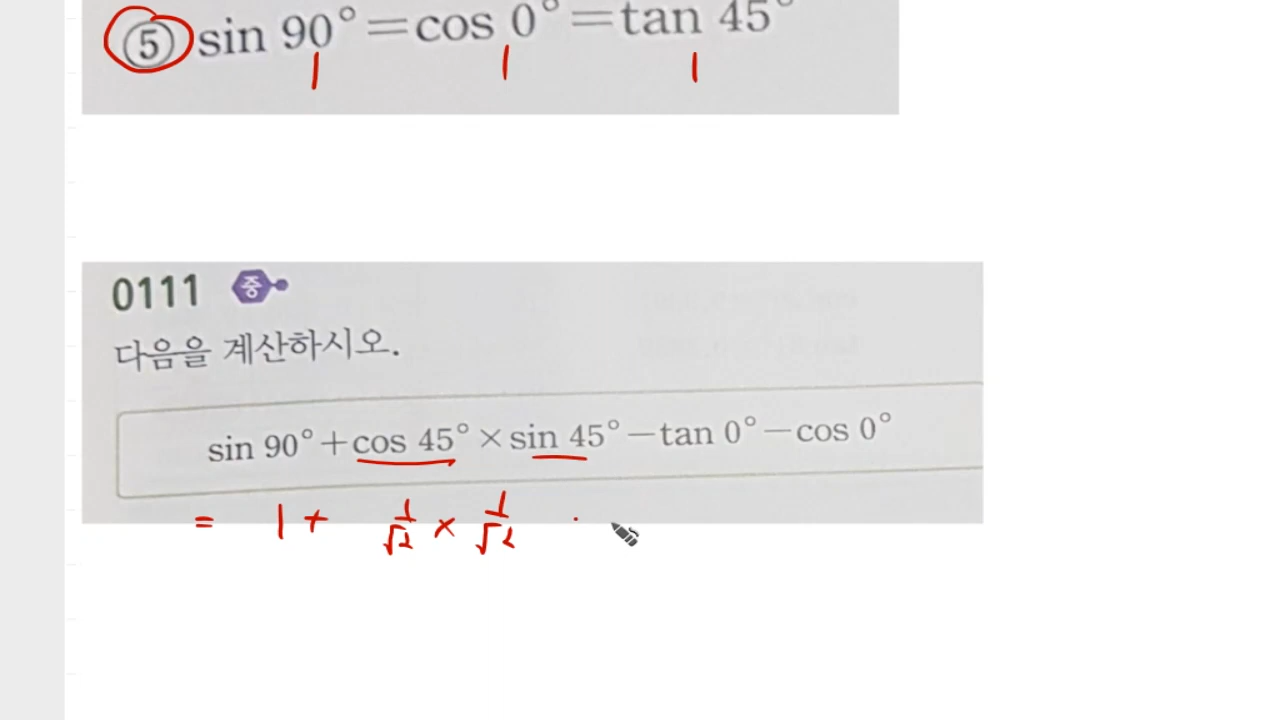 ⑤ sin 90°=cos 0°=tan 45°
1 1 1
0111 중
다음을 계산하시오.
sin 90°+cos 45°×sin 45°−tan 0°−cos 0°
= 1 + 1/√2 × 1/√2